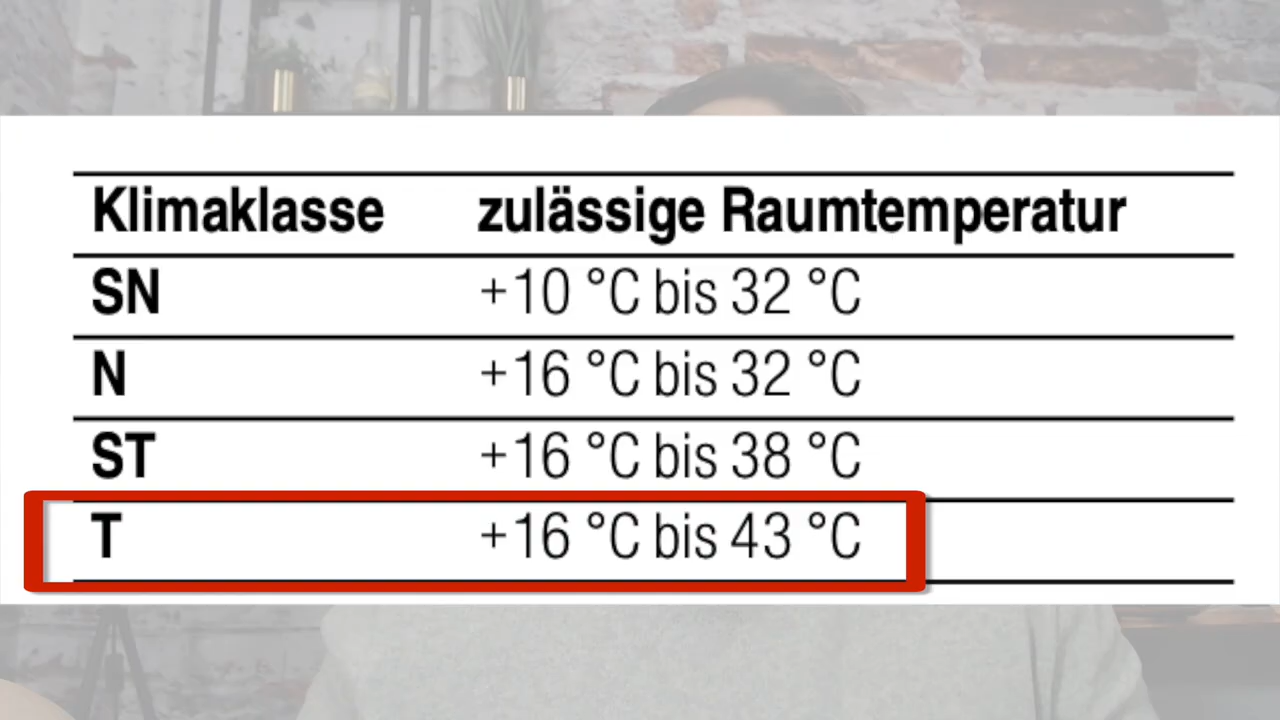 Klimaklasse zulässige Raumtemperatur
SN +10 °C bis 32 °C
N +16 °C bis 32 °C
ST +16 °C bis 38 °C
T +16 °C bis 43 °C